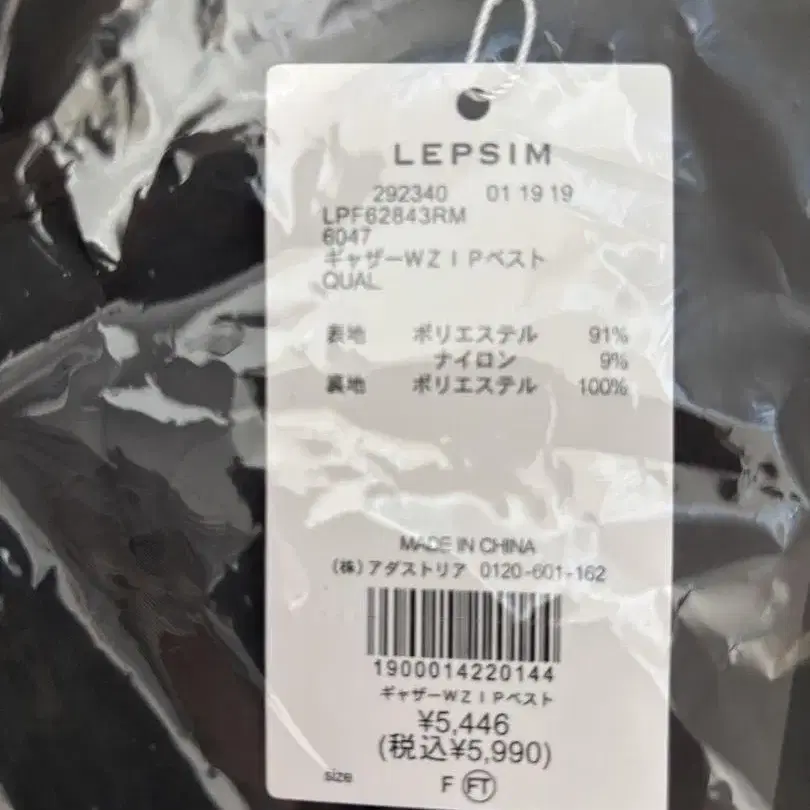 LEPSIM
292340 01 19 19
LPF62843RM
6047
ギャザーWZIPベスト
QUAL
表地 ポリエステル 91%
ナイロン 9%
裏地 ポリエステル 100%
MADE IN CHINA
(株)アダストリア 0120-601-162
1900014220144
ギャザーWZIPベスト
¥5,446
(税込¥5,990)
size F FT